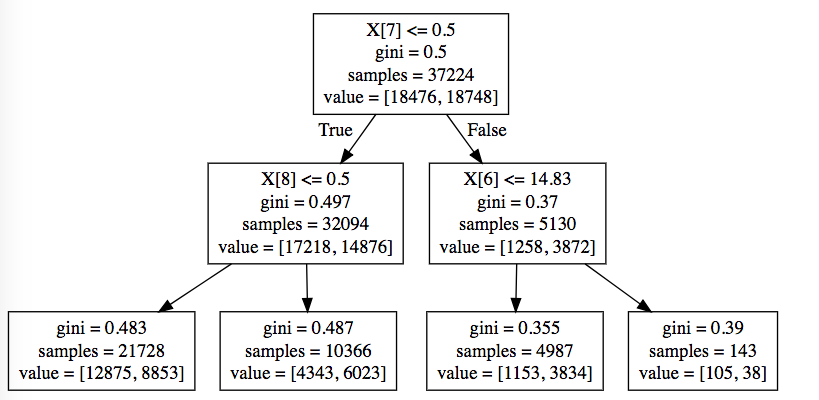 X[7] <= 0.5
gini = 0.5
samples = 37224
value = [18476, 18748]
True
False
X[8] <= 0.5
gini = 0.497
samples = 32094
value = [17218, 14876]
X[6] <= 14.83
gini = 0.37
samples = 5130
value = [1258, 3872]
gini = 0.483
samples = 21728
value = [12875, 8853]
gini = 0.487
samples = 10366
value = [4343, 6023]
gini = 0.355
samples = 4987
value = [1153, 3834]
gini = 0.39
samples = 143
value = [105, 38]